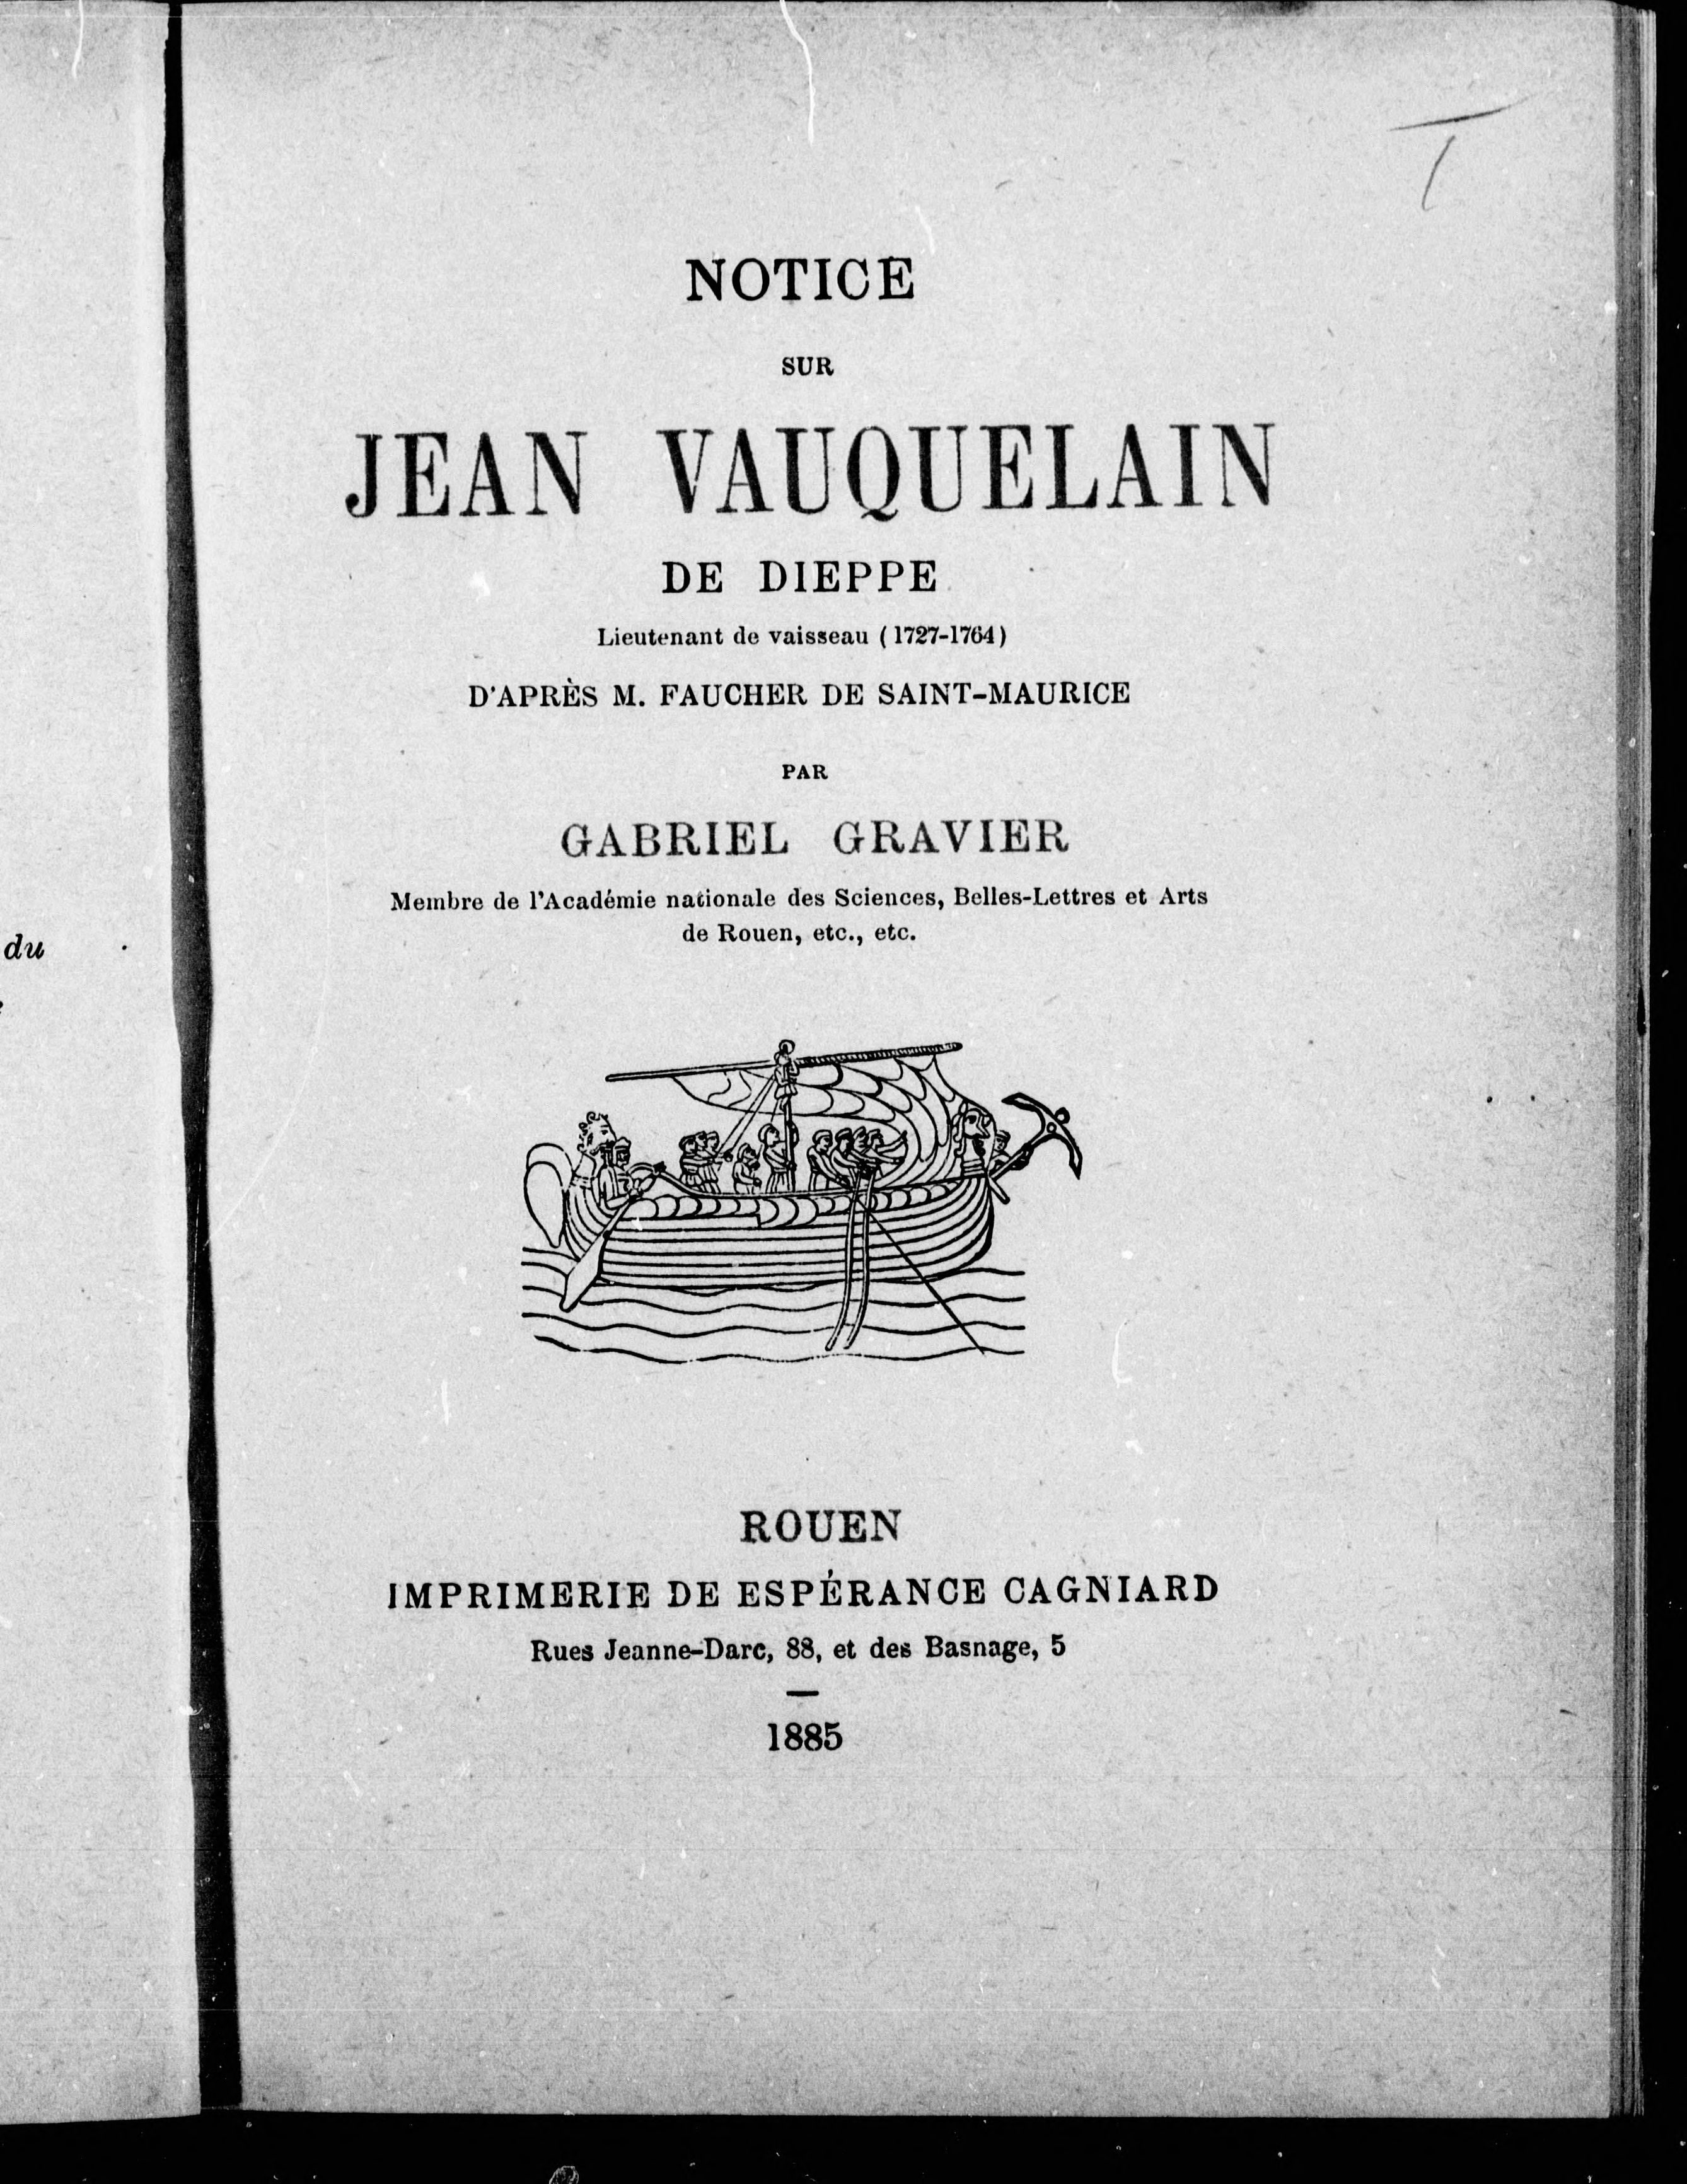 du
NOTICE
SUR
JEAN VAUQUELAIN
DE DIEPPE
Lieutenant de vaisseau (1727-1764)
D'APRÈS M. FAUCHER DE SAINT-MAURICE
PAR
GABRIEL GRAVIER
Membre de l'Académie nationale des Sciences, Belles-Lettres et Arts
de Rouen, etc., etc.
ROUEN
IMPRIMERIE DE ESPÉRANCE CAGNIARD
Rues Jeanne-Darc, 88, et des Basnage, 5
1885